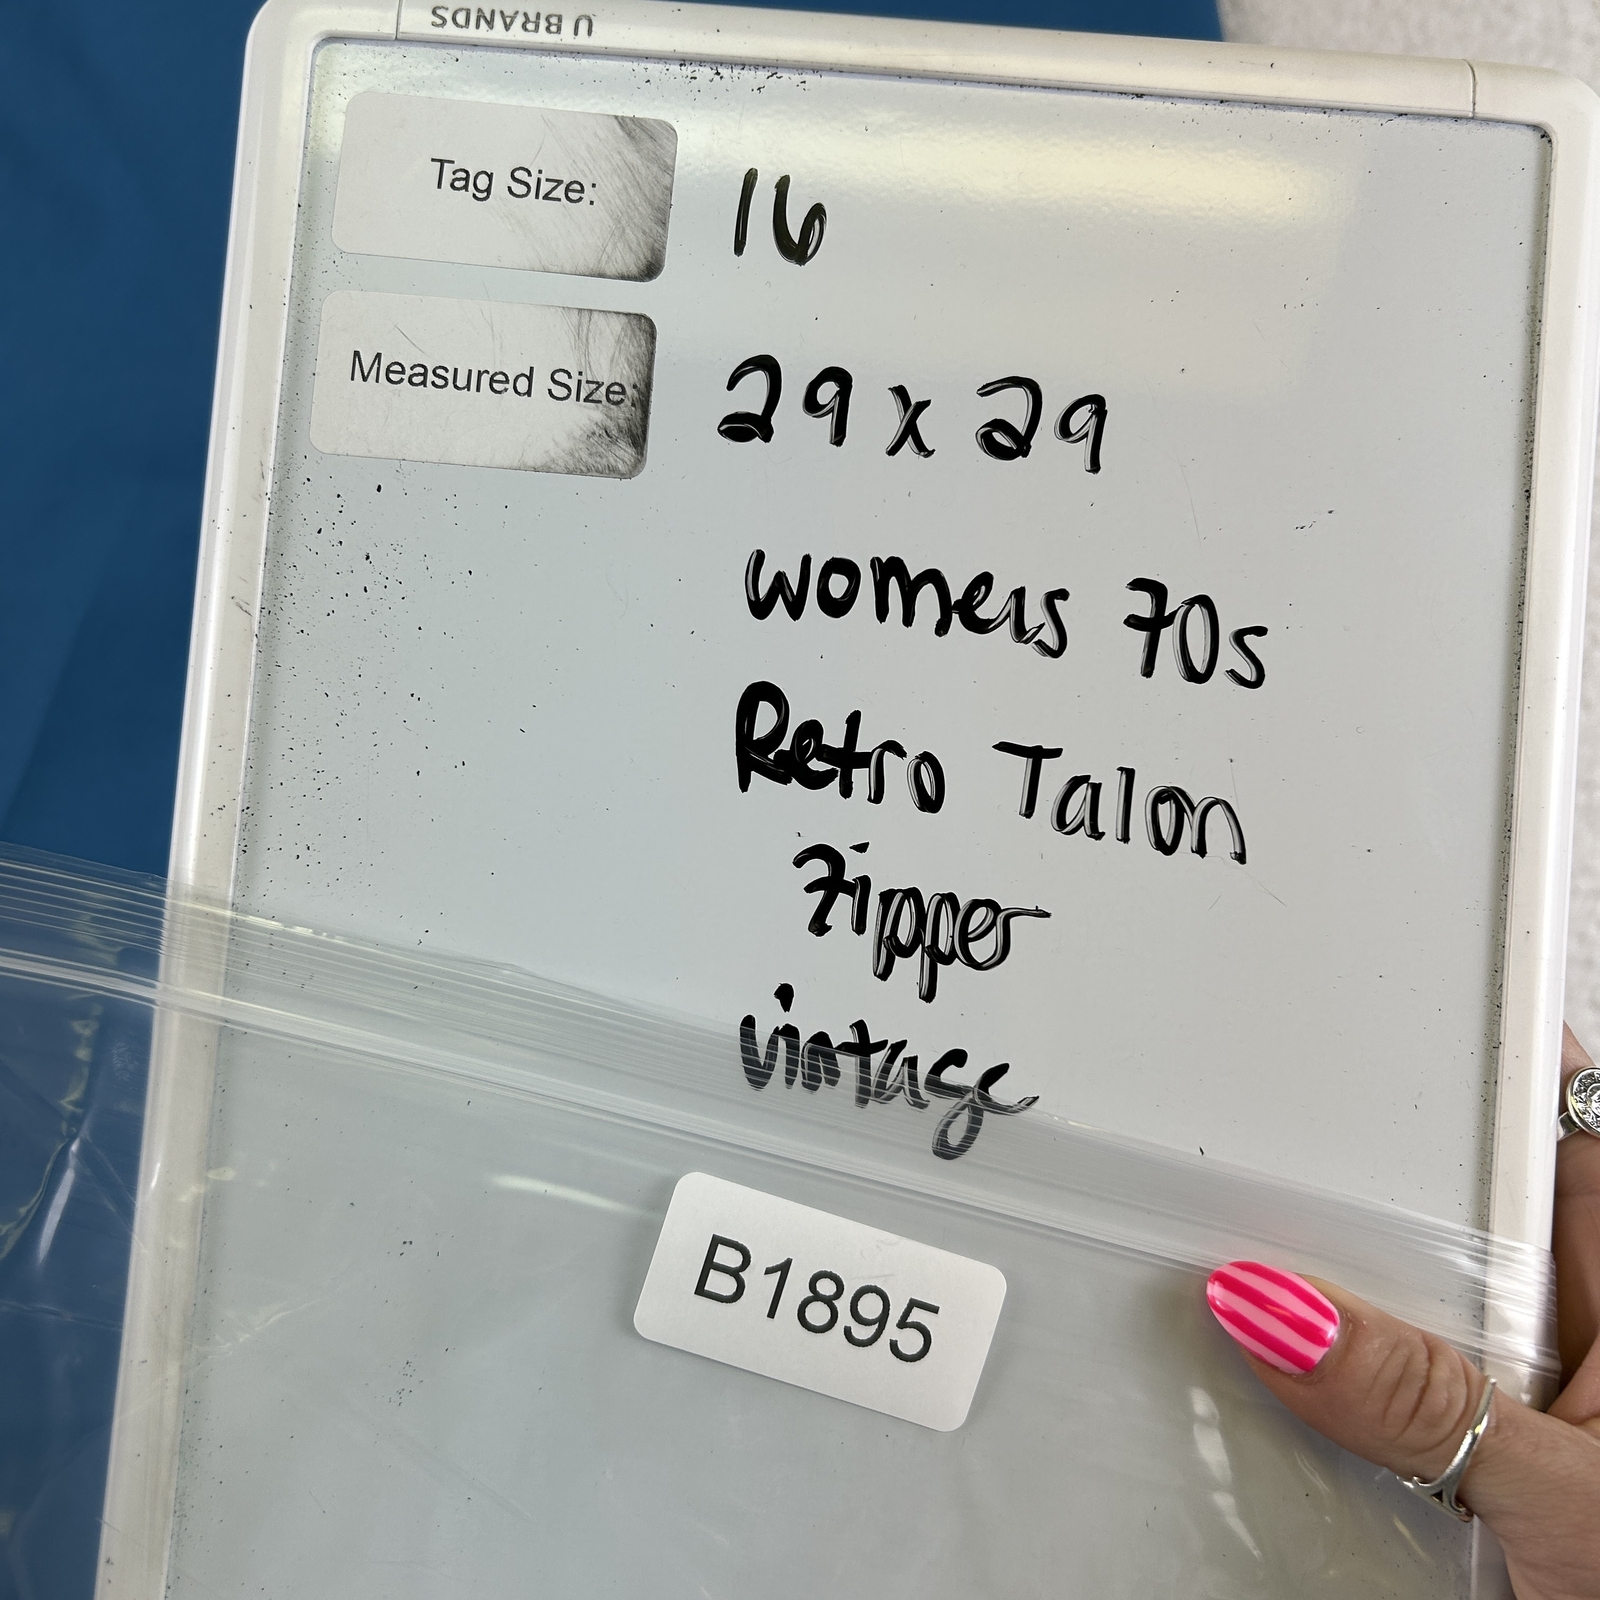 U BRANDS
Tag Size: 16
Measured Size: 29 x 29
womens 70s
Retro Talon
Zipper
vintage
B1895